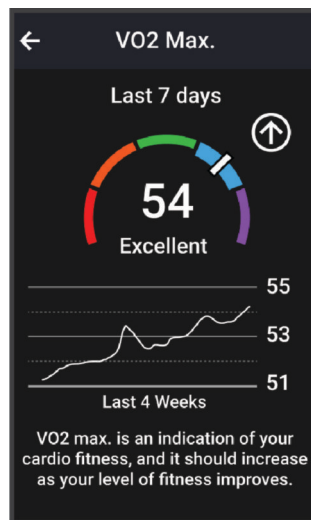 VO2 Max.
Last 7 days
54
Excellent
55
53
51
Last 4 Weeks
VO2 max. is an indication of your
cardio fitness, and it should increase
as your level of fitness improves.